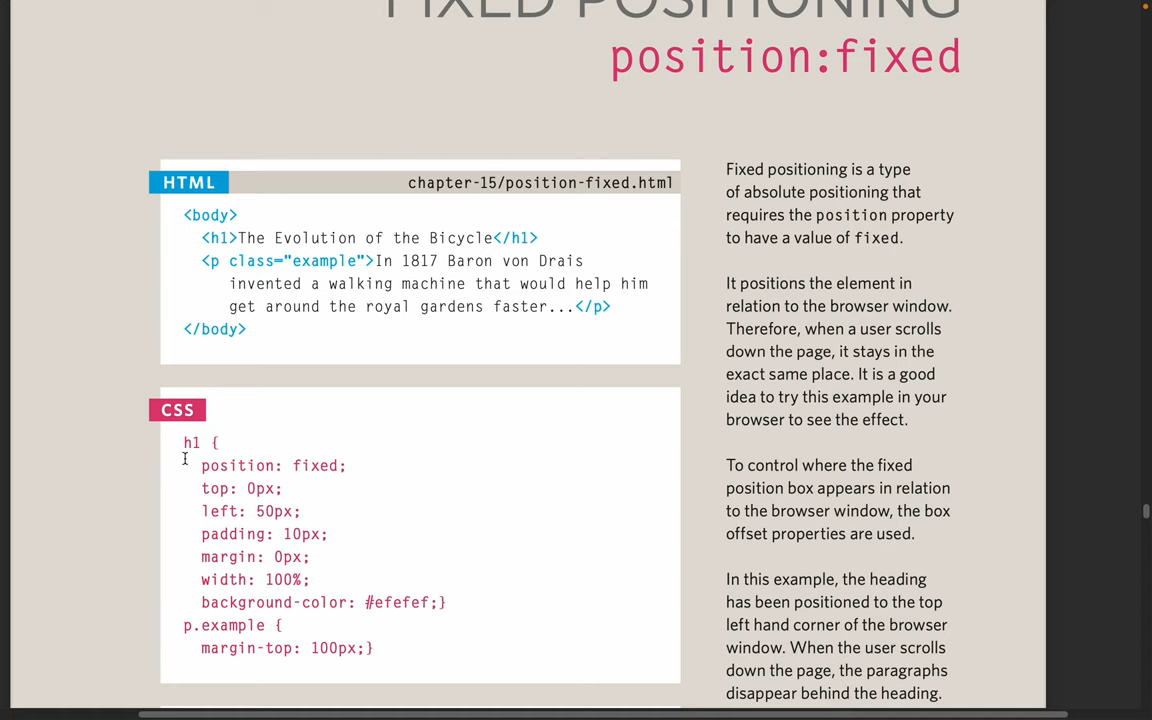 FIXED POSITIONING
position:fixed
HTML
chapter-15/position-fixed.html
<body>
<h1>The Evolution of the Bicycle</h1>
<p class="example">In 1817 Baron von Drais
invented a walking machine that would help him
get around the royal gardens faster...</p>
</body>
CSS
h1 {
position: fixed;
top: 0px;
left: 50px;
padding: 10px;
margin: 0px;
width: 100%;
background-color: #efefef;}
p.example {
margin-top: 100px;}
Fixed positioning is a type
of absolute positioning that
requires the position property
to have a value of fixed.
It positions the element in
relation to the browser window.
Therefore, when a user scrolls
down the page, it stays in the
exact same place. It is a good
idea to try this example in your
browser to see the effect.
To control where the fixed
position box appears in relation
to the browser window, the box
offset properties are used.
In this example, the heading
has been positioned to the top
left hand corner of the browser
window. When the user scrolls
down the page, the paragraphs
disappear behind the heading.